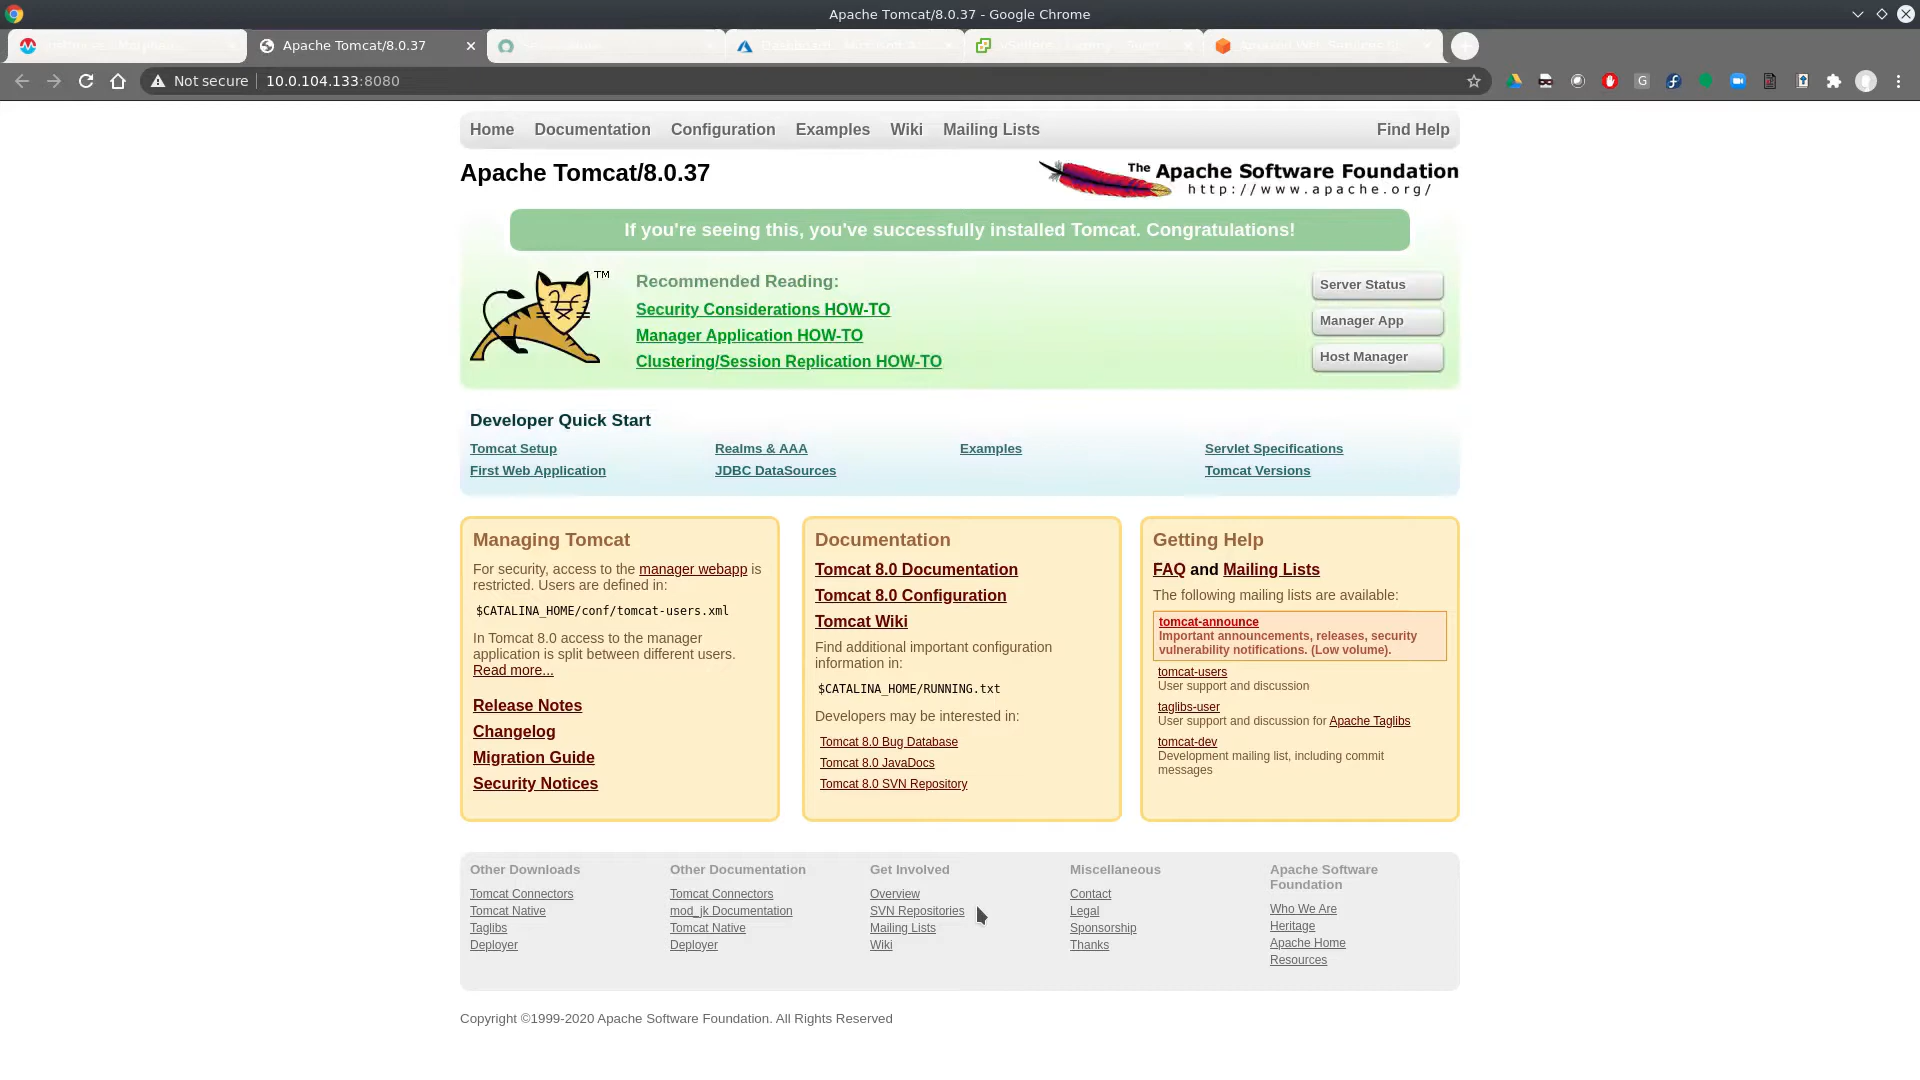 Apache Tomcat/8.0.37 - Google Chrome
Apache Tomcat/8.0.37
Not secure 10.0.104.133:8080
Home Documentation Configuration Examples Wiki Mailing Lists Find Help
Apache Tomcat/8.0.37
The Apache Software Foundation
http://www.apache.org/
If you're seeing this, you've successfully installed Tomcat. Congratulations!
TM
Recommended Reading:
Security Considerations HOW-TO
Manager Application HOW-TO
Clustering/Session Replication HOW-TO
Server Status
Manager App
Host Manager
Developer Quick Start
Tomcat Setup
First Web Application
Realms & AAA
JDBC DataSources
Examples
Servlet Specifications
Tomcat Versions
Managing Tomcat
For security, access to the manager webapp is
restricted. Users are defined in:
$CATALINA_HOME/conf/tomcat-users.xml
In Tomcat 8.0 access to the manager
application is split between different users.
Read more...
Release Notes
Changelog
Migration Guide
Security Notices
Documentation
Tomcat 8.0 Documentation
Tomcat 8.0 Configuration
Tomcat Wiki
Find additional important configuration
information in:
$CATALINA_HOME/RUNNING.txt
Developers may be interested in:
Tomcat 8.0 Bug Database
Tomcat 8.0 JavaDocs
Tomcat 8.0 SVN Repository
Getting Help
FAQ and Mailing Lists
The following mailing lists are available:
tomcat-announce
Important announcements, releases, security
vulnerability notifications. (Low volume).
tomcat-users
User support and discussion
taglibs-user
User support and discussion for Apache Taglibs
tomcat-dev
Development mailing list, including commit
messages
Other Downloads
Tomcat Connectors
Tomcat Native
Taglibs
Deployer
Other Documentation
Tomcat Connectors
mod_jk Documentation
Tomcat Native
Deployer
Get Involved
Overview
SVN Repositories
Mailing Lists
Wiki
Miscellaneous
Contact
Legal
Sponsorship
Thanks
Apache Software
Foundation
Who We Are
Heritage
Apache Home
Resources
Copyright ©1999-2020 Apache Software Foundation. All Rights Reserved